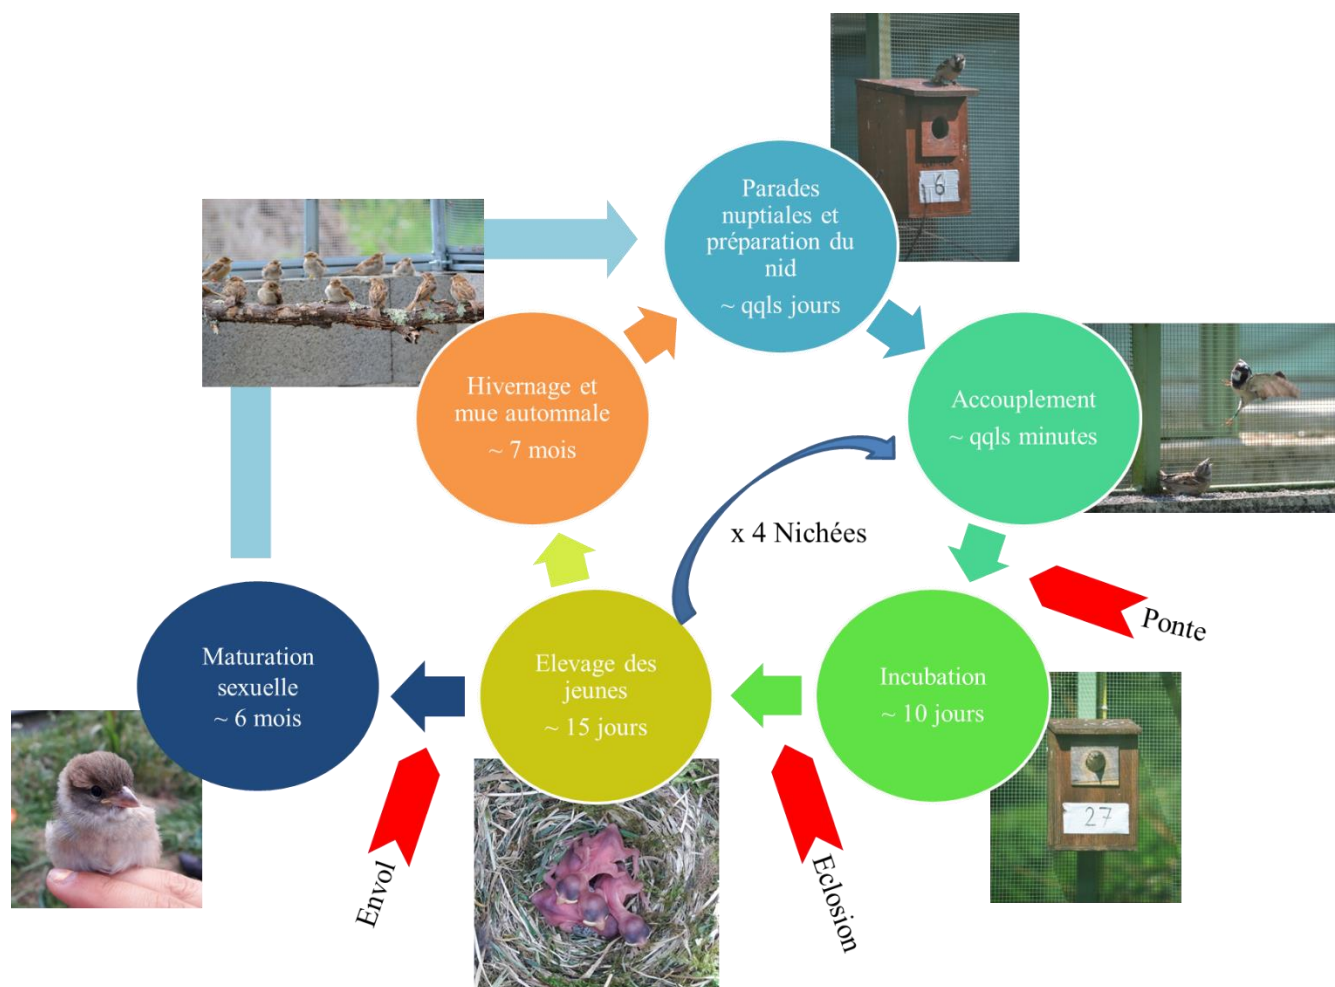 Parades
nuptiales et
préparation du
nid
~ qqls jours
6
Hivernage et
mue automnale
~ 7 mois
Accouplement
~ qqls minutes
x 4 Nichées
Ponte
Maturation
sexuelle
~ 6 mois
Elevage des
jeunes
~ 15 jours
Incubation
~ 10 jours
27
Envol
Eclosion